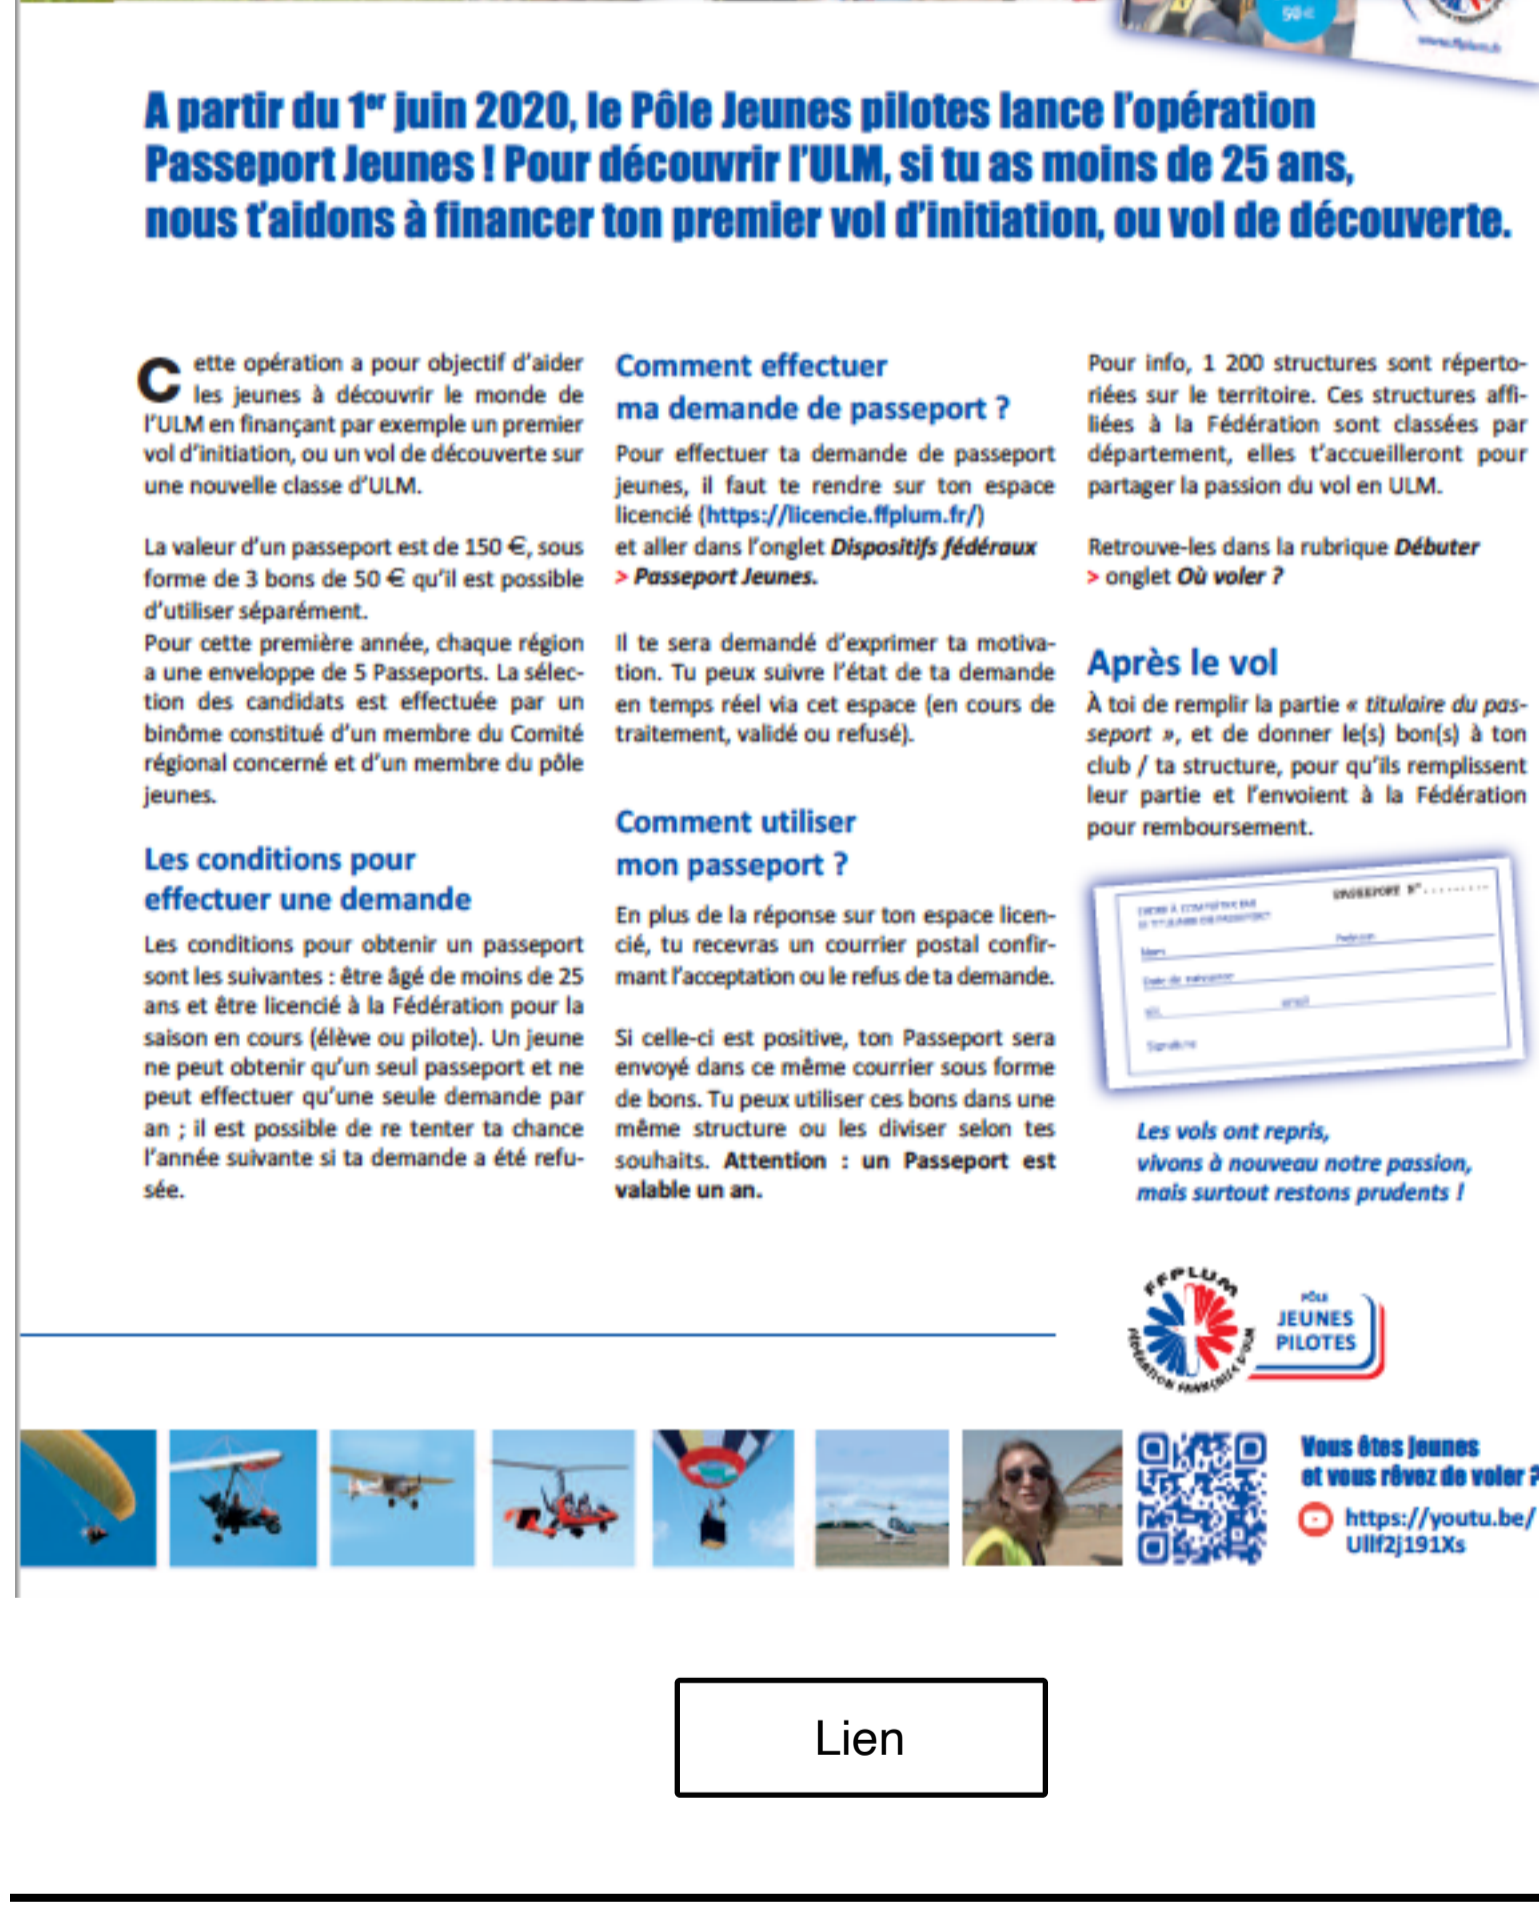 50€
www.ffplum.fr
A partir du 1er juin 2020, le Pôle Jeunes pilotes lance l'opération
Passeport Jeunes ! Pour découvrir l'ULM, si tu as moins de 25 ans,
nous t'aidons à financer ton premier vol d'initiation, ou vol de découverte.
Cette opération a pour objectif d'aider
les jeunes à découvrir le monde de
l'ULM en finançant par exemple un premier
vol d'initiation, ou un vol de découverte sur
une nouvelle classe d'ULM.
La valeur d'un passeport est de 150 €, sous
forme de 3 bons de 50 € qu'il est possible
d'utiliser séparément.
Pour cette première année, chaque région
a une enveloppe de 5 Passeports. La sélec-
tion des candidats est effectuée par un
binôme constitué d'un membre du Comité
régional concerné et d'un membre du pôle
jeunes.
Les conditions pour
effectuer une demande
Les conditions pour obtenir un passeport
sont les suivantes : être âgé de moins de 25
ans et être licencié à la Fédération pour la
saison en cours (élève ou pilote). Un jeune
ne peut obtenir qu'un seul passeport et ne
peut effectuer qu'une seule demande par
an ; il est possible de re tenter ta chance
l'année suivante si ta demande a été refu-
sée.
Comment effectuer
ma demande de passeport ?
Pour effectuer ta demande de passeport
jeunes, il faut te rendre sur ton espace
licencié (https://licencie.ffplum.fr/)
et aller dans l'onglet Dispositifs fédéraux
> Passeport Jeunes.
Il te sera demandé d'exprimer ta motiva-
tion. Tu peux suivre l'état de ta demande
en temps réel via cet espace (en cours de
traitement, validé ou refusé).
Comment utiliser
mon passeport ?
En plus de la réponse sur ton espace licen-
cié, tu recevras un courrier postal confir-
mant l'acceptation ou le refus de ta demande.
Si celle-ci est positive, ton Passeport sera
envoyé dans ce même courrier sous forme
de bons. Tu peux utiliser ces bons dans une
même structure ou les diviser selon tes
souhaits. Attention : un Passeport est
valable un an.
Pour info, 1 200 structures sont réperto-
riées sur le territoire. Ces structures affi-
liées à la Fédération sont classées par
département, elles t'accueilleront pour
partager la passion du vol en ULM.
Retrouve-les dans la rubrique Débuter
> onglet Où voler ?
Après le vol
À toi de remplir la partie « titulaire du pas-
seport », et de donner le(s) bon(s) à ton
club / ta structure, pour qu'ils remplissent
leur partie et l'envoient à la Fédération
pour remboursement.
PASSEPORT N°.........
CADRE À COMPLÉTER PAR
LE TITULAIRE DU PASSEPORT
Nom
Prénom
Date de naissance
email
Signature
Les vols ont repris,
vivons à nouveau notre passion,
mais surtout restons prudents !
FFPLUM
FÉDÉRATION FRANÇAISE D'ULM
PÔLE
JEUNES
PILOTES
Vous êtes jeunes
et vous rêvez de voler ?
https://youtu.be/
Ullf2j191Xs
Lien